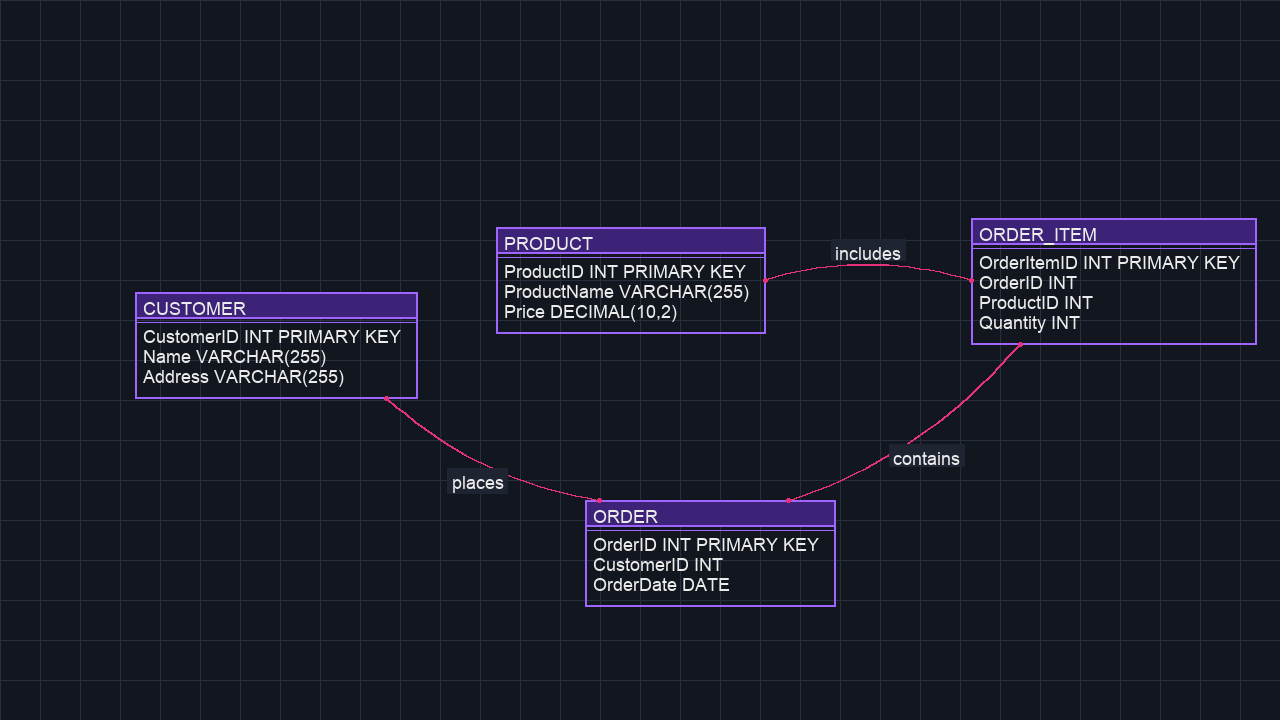 CUSTOMER
CustomerID INT PRIMARY KEY
Name VARCHAR(255)
Address VARCHAR(255)
PRODUCT
ProductID INT PRIMARY KEY
ProductName VARCHAR(255)
Price DECIMAL(10,2)
includes
ORDER_ITEM
OrderItemID INT PRIMARY KEY
OrderID INT
ProductID INT
Quantity INT
places
contains
ORDER
OrderID INT PRIMARY KEY
CustomerID INT
OrderDate DATE